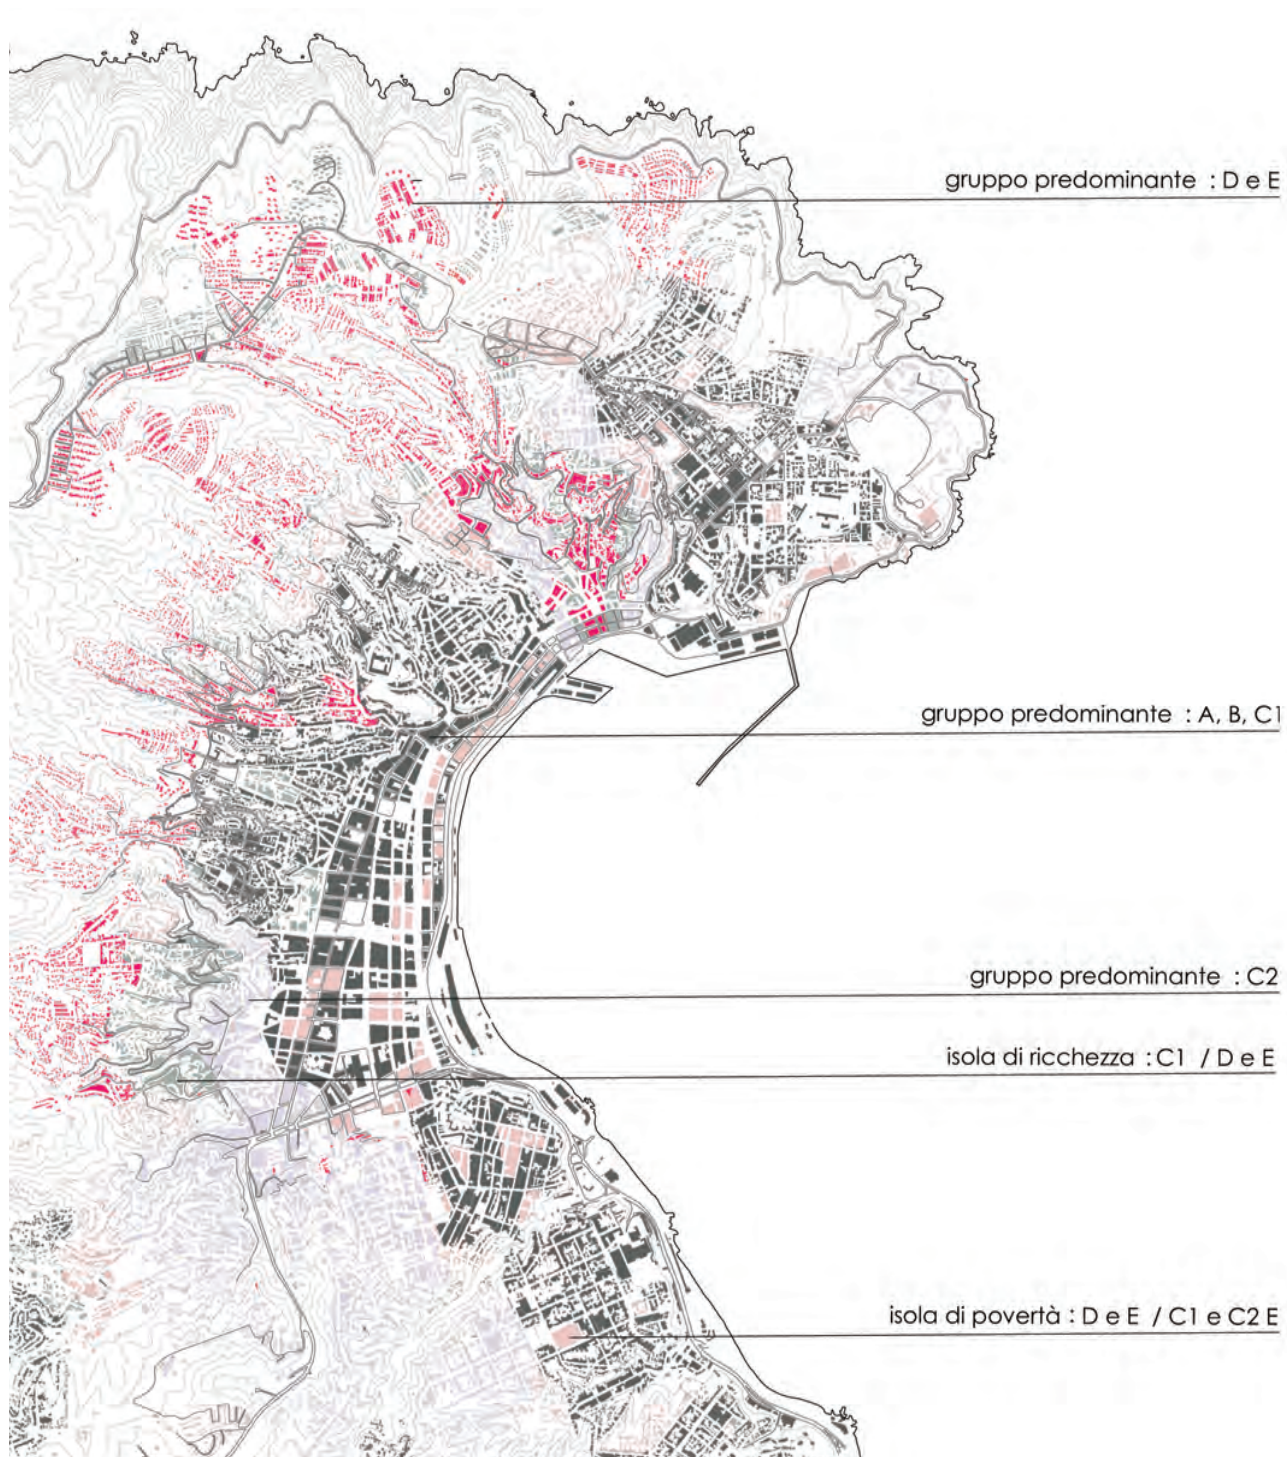 gruppo predominante : D e E
gruppo predominante : A, B, C1
gruppo predominante : C2
isola di ricchezza : C1 / D e E
isola di povertà : D e E / C1 e C2 E